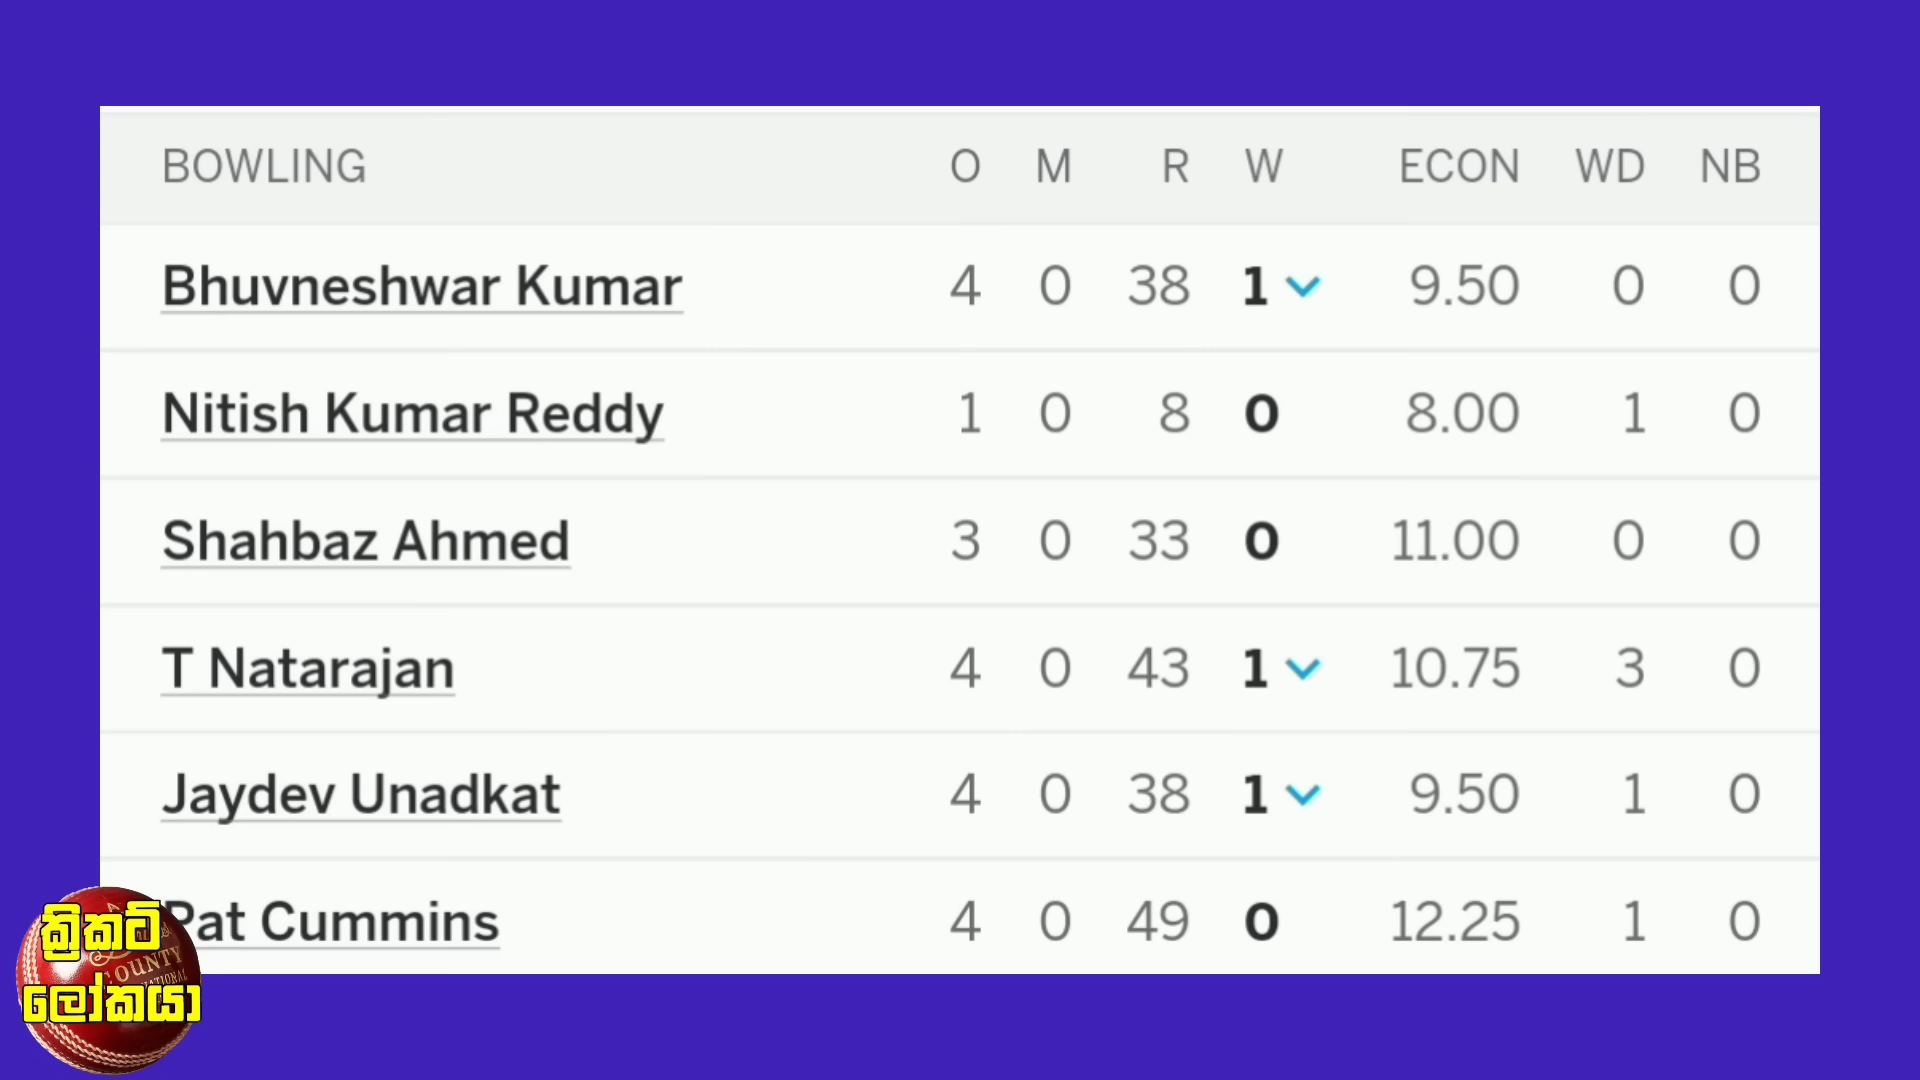 BOWLING O M R W ECON WD NB
Bhuvneshwar Kumar 4 0 38 1 9.50 0 0
Nitish Kumar Reddy 1 0 8 0 8.00 1 0
Shahbaz Ahmed 3 0 33 0 11.00 0 0
T Natarajan 4 0 43 1 10.75 3 0
Jaydev Unadkat 4 0 38 1 9.50 1 0
Pat Cummins 4 0 49 0 12.25 1 0
ක්‍රිකට්
COUNTY
ලෝකයා